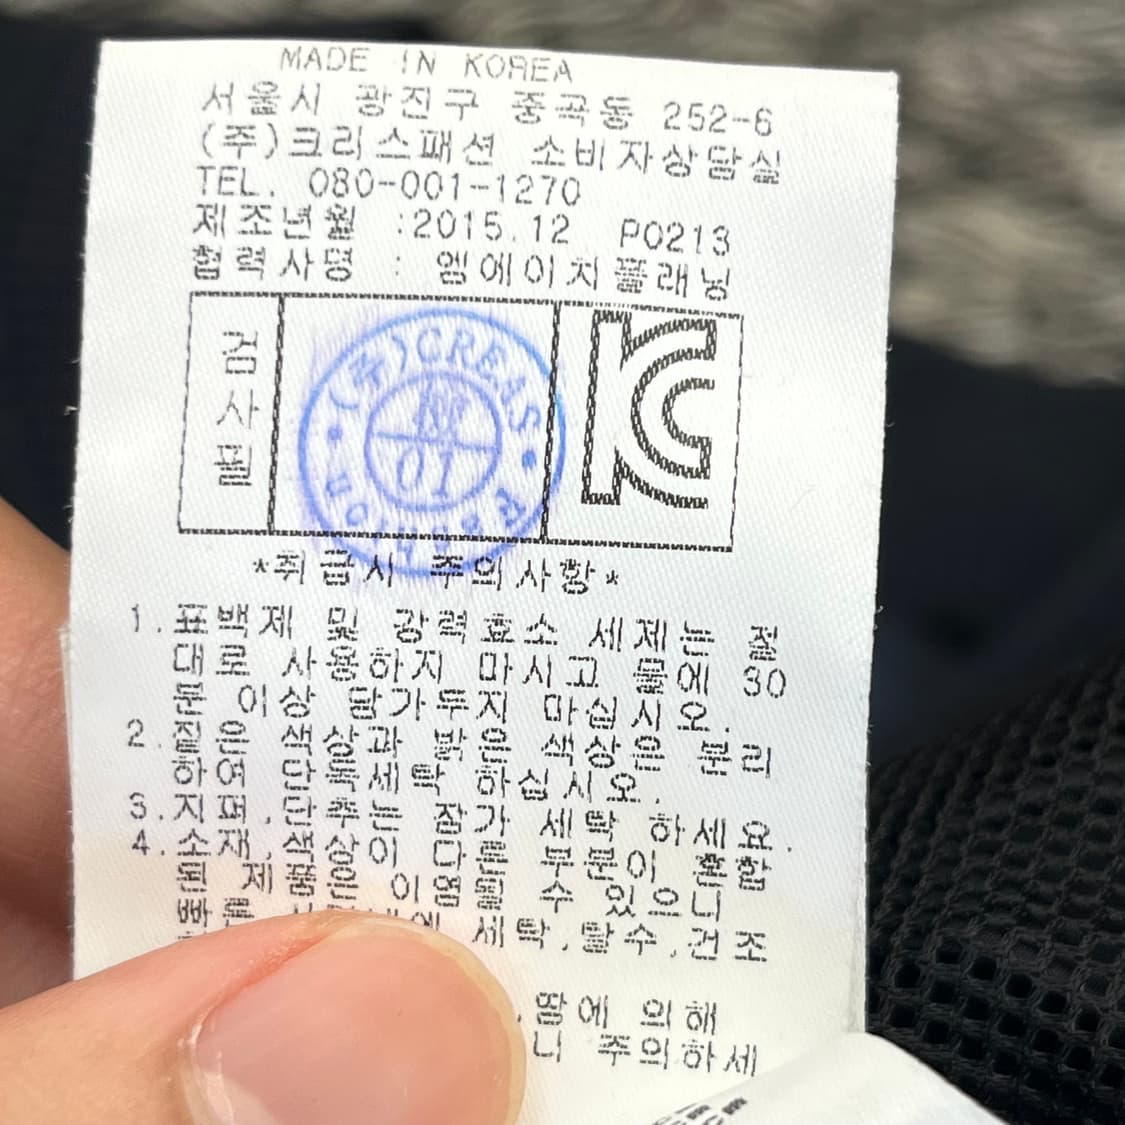 MADE IN KOREA
서울시 광진구 중곡동 252-6
(주)크리스패션 소비자상담실
TEL. 080-001-1270
제조년월 :2015.12 P0213
협력사명 : 엠에이치플래닝
검사필
(주)CREAS Fashion
01
KC
*취급시 주의사항*
1.표백제 및 강력효소 세제는 절
대로 사용하지 마시고 물에 30
분 이상 담가두지 마십시오.
2.짙은 색상과 밝은 색상은 분리
하여 단독세탁 하십시오.
3.지퍼,단추는 잠가 세탁 하세요.
4.소재,색상이 다른 부분이 혼합
된 제품은 이염될 수 있으니
빠른 세탁,탈수,건조
,땀에 의해
니 주의하세